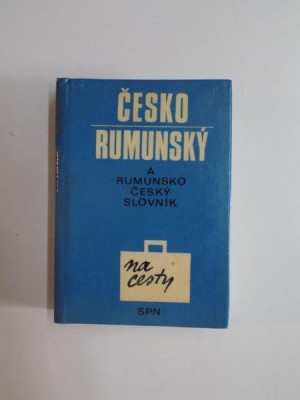 ČESKO
RUMUNSKÝ
A
RUMUNSKO
ČESKÝ
SLOVNÍK
na
cesty
SPN